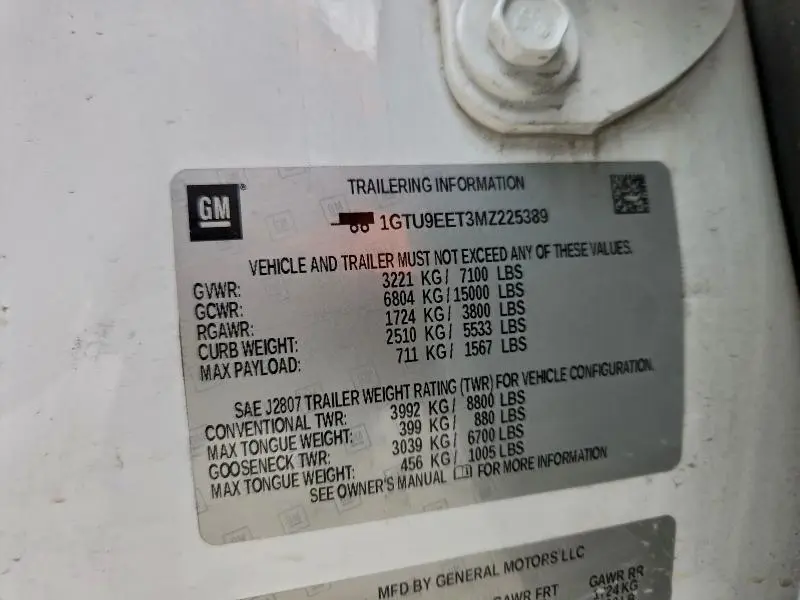 GM
TRAILERING INFORMATION
1GTU9EET3MZ225389
VEHICLE AND TRAILER MUST NOT EXCEED ANY OF THESE VALUES.
GVWR: 3221 KG/ 7100 LBS
GCWR: 6804 KG/15000 LBS
RGAWR: 1724 KG/ 3800 LBS
CURB WEIGHT: 2510 KG/ 5533 LBS
MAX PAYLOAD: 711 KG/ 1567 LBS
SAE J2807 TRAILER WEIGHT RATING (TWR) FOR VEHICLE CONFIGURATION.
CONVENTIONAL TWR: 3992 KG/ 8800 LBS
MAX TONGUE WEIGHT: 399 KG/ 880 LBS
GOOSENECK TWR: 3039 KG/ 6700 LBS
MAX TONGUE WEIGHT: 456 KG/ 1005 LBS
SEE OWNER'S MANUAL FOR MORE INFORMATION
MFD BY GENERAL MOTORS LLC
GAWR FRT GAWR RR